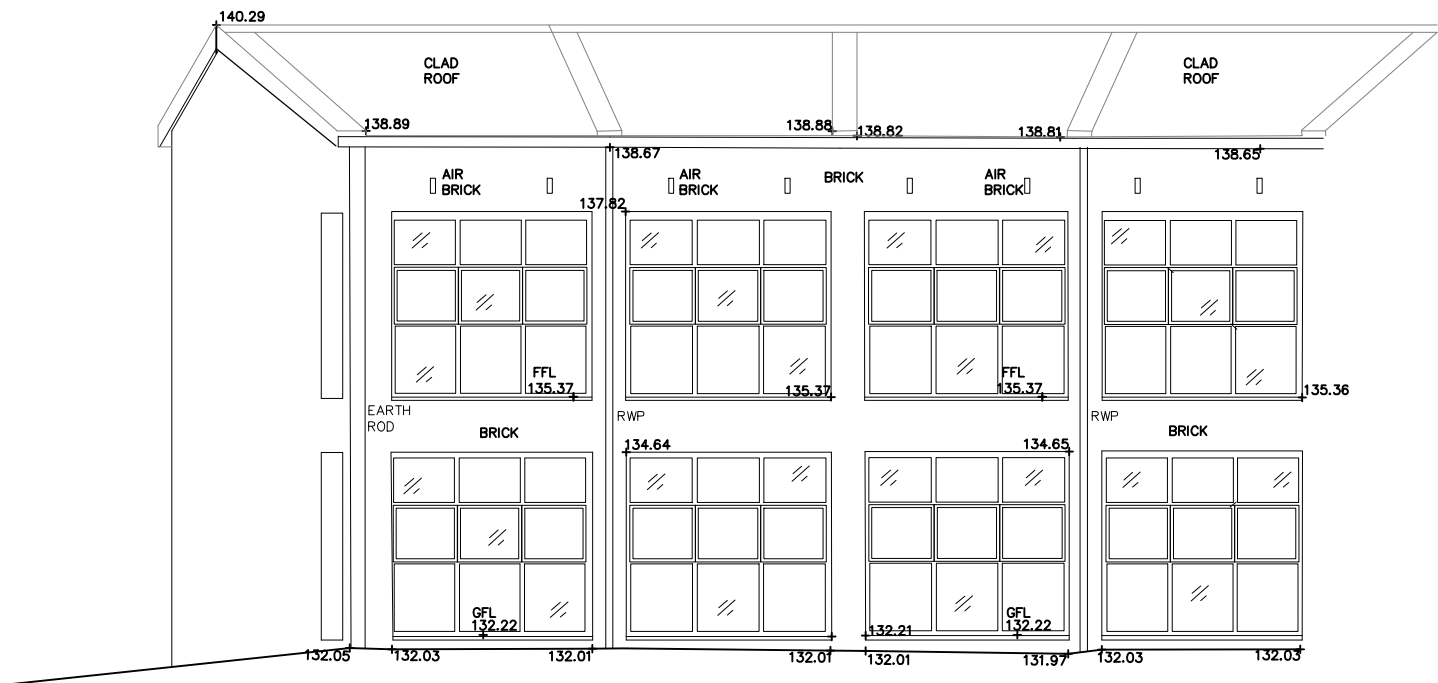 140.29
CLAD
ROOF
CLAD
ROOF
138.89
138.88
138.82
138.81
138.67
138.65
AIR
BRICK
AIR
BRICK
BRICK
AIR
BRICK
137.82
FFL
135.37
135.37
FFL
135.37
135.36
EARTH
ROD
RWP
RWP
BRICK
BRICK
134.64
134.65
GFL
132.22
132.21
GFL
132.22
132.05
132.03
132.01
132.01
132.01
131.97
132.03
132.03